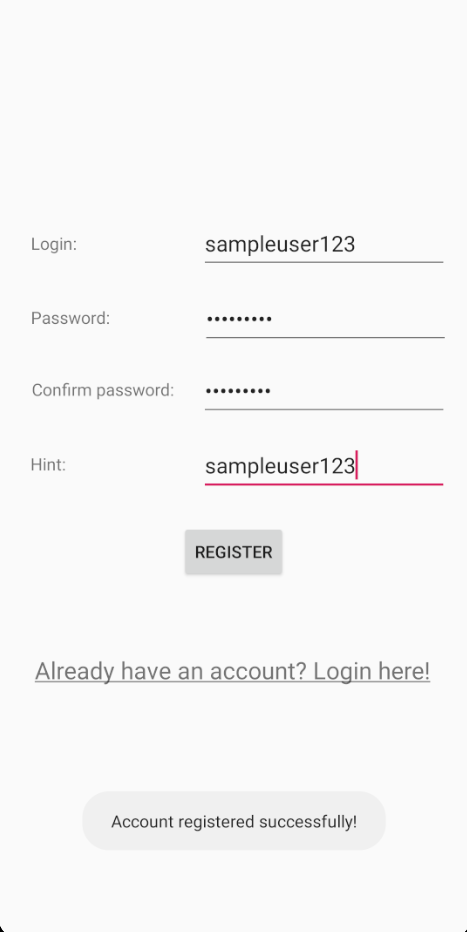 Login: sampleuser123
Password: •••••••••
Confirm password: •••••••••
Hint: sampleuser123
REGISTER
Already have an account? Login here!
Account registered successfully!